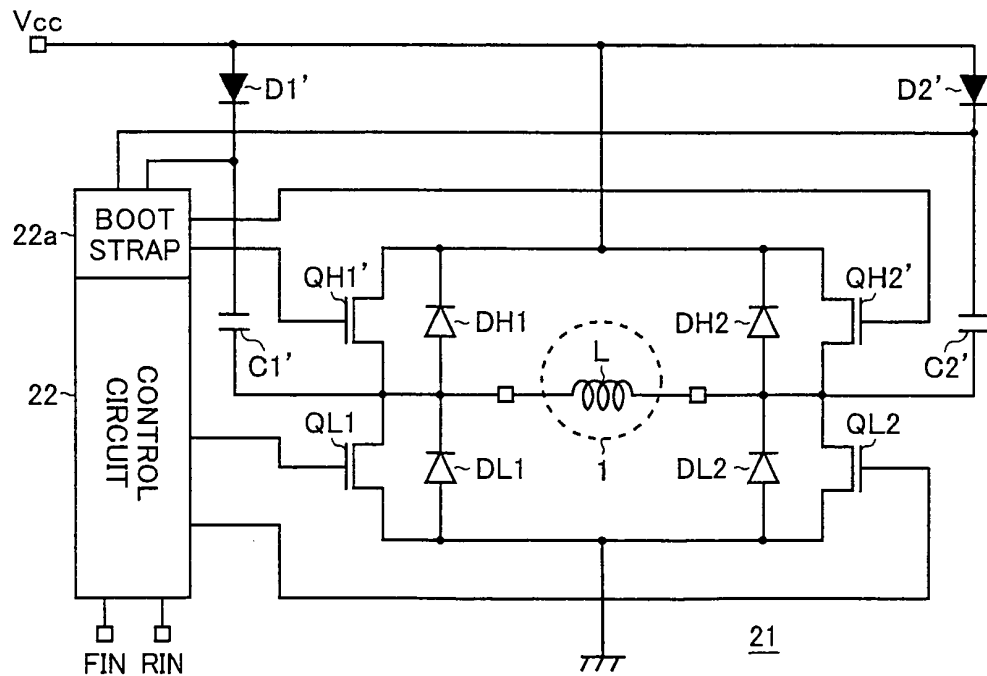 Vcc
D1'
D2'
BOOT
STRAP
22a
QH1'
QH2'
DH1
DH2
C1'
L
C2'
22
CONTROL
CIRCUIT
QL1
QL2
DL1
1
DL2
21
FIN RIN